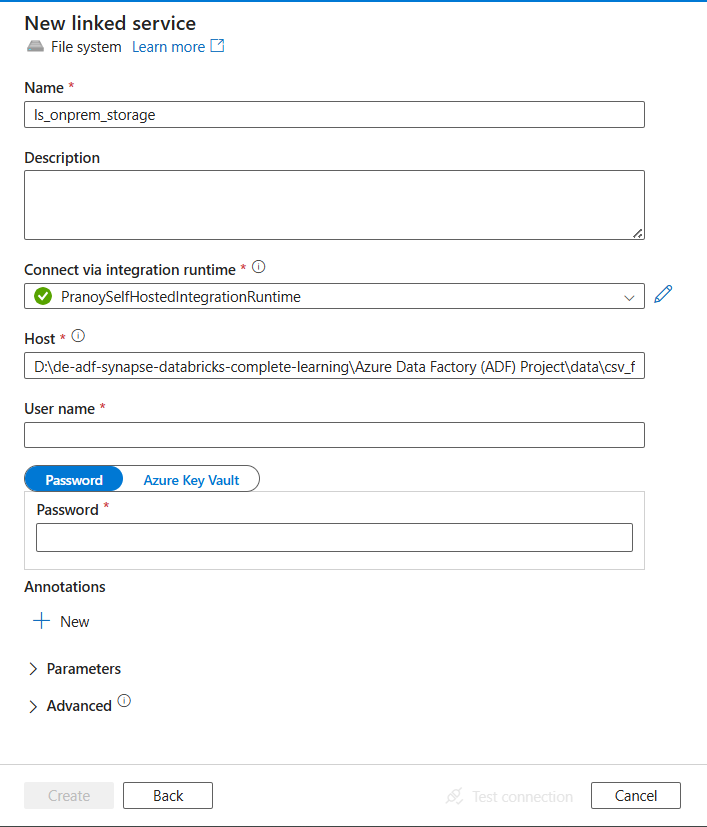 New linked service
File system Learn more
Name *
ls_onprem_storage
Description
Connect via integration runtime *
PranoySelfHostedIntegrationRuntime
Host *
D:\de-adf-synapse-databricks-complete-learning\Azure Data Factory (ADF) Project\data\csv_f
User name *
Password Azure Key Vault
Password *
Annotations
New
Parameters
Advanced
Create Back Test connection Cancel